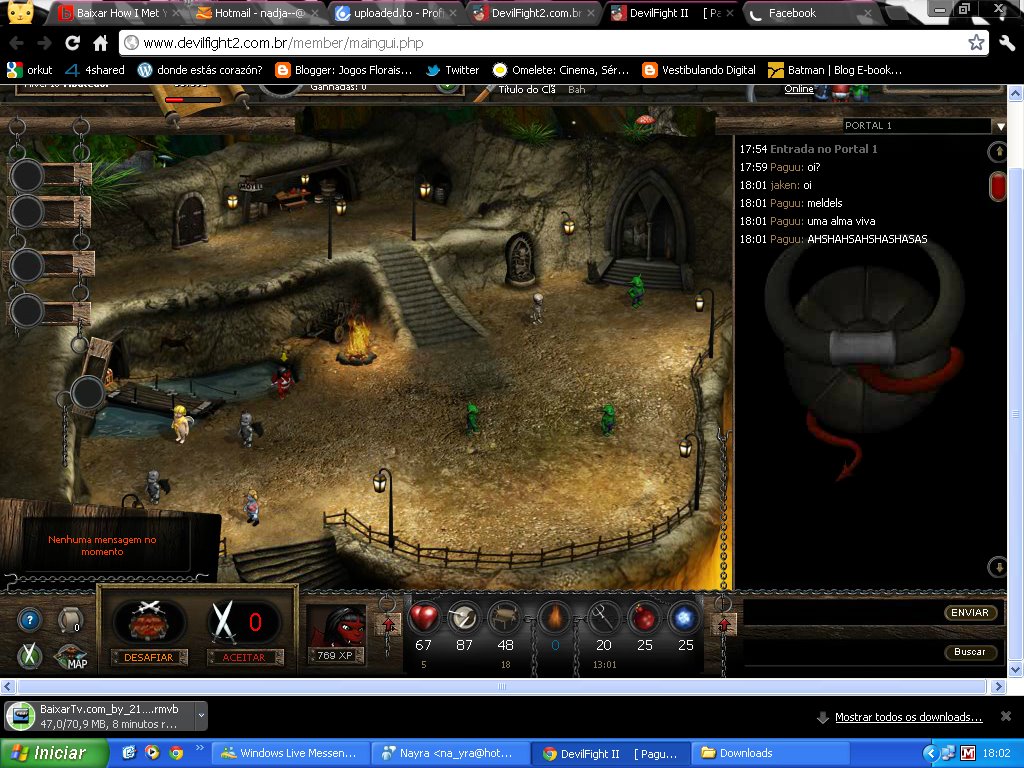 Baixar How I Met Y
Hotmail - nadja--@
uploaded.to - Profi
DevilFight2.com.br
DevilFight II [ Pa
Facebook
www.devilfight2.com.br/member/maingui.php
orkut
4shared
donde estás corazón?
Blogger: Jogos Florais...
Twitter
Omelete: Cinema, Sér...
Vestibulando Digital
Batman | Blog E-book...
Ganhadas: 0
Título do Clã Bah
Online
PORTAL 1
17:54 Entrada no Portal 1
17:59 Paguu: oi?
18:01 jaken: oi
18:01 Paguu: meldels
18:01 Paguu: uma alma viva
18:01 Paguu: AHSHAHSAHSHASHASAS
MOTEL
Nenhuma mensagem no
momento
0
MAP
DESAFIAR
0
ACEITAR
769 XP
67 87 48 0 20 25 25
5 18 13:01
ENVIAR
Buscar
BaixarTv.com_by_21....rmvb
47,0/70,9 MB, 8 minutos r...
Mostrar todos os downloads...
Iniciar
Windows Live Messen...
Nayra <na_yra@hot...
DevilFight II [ Pagu...
Downloads
18:02